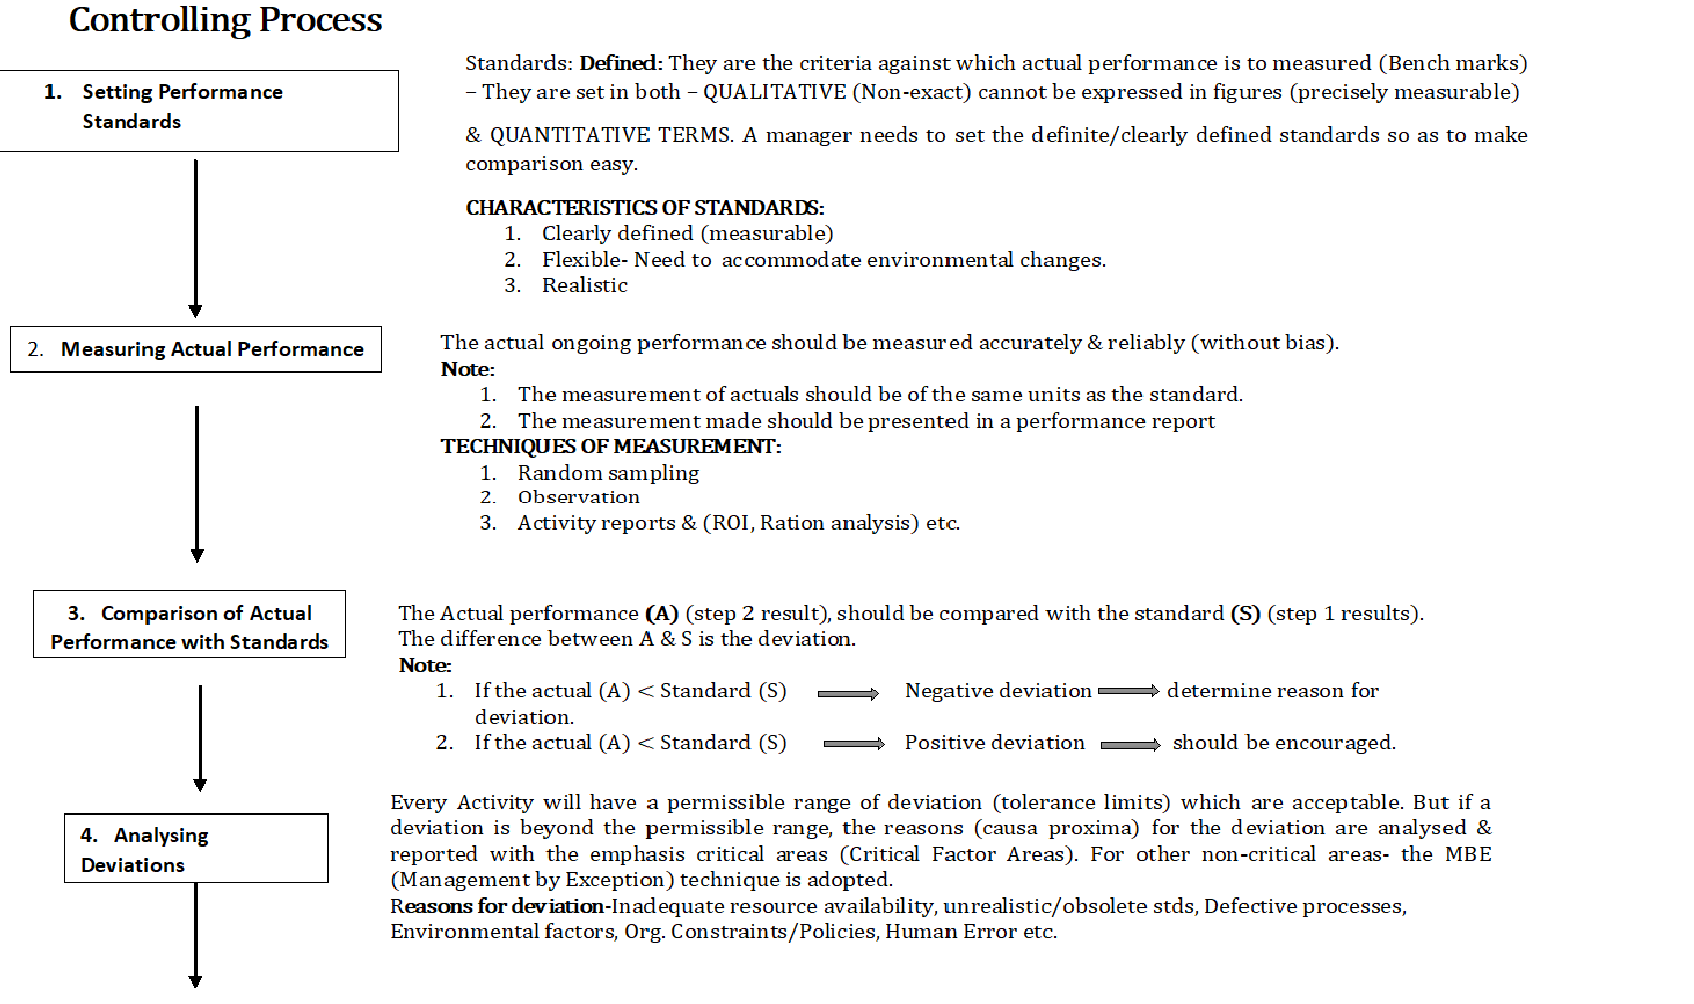 Controlling Process
1. Setting Performance
Standards
Standards: Defined: They are the criteria against which actual performance is to measured (Bench marks)
– They are set in both – QUALITATIVE (Non-exact) cannot be expressed in figures (precisely measurable)
& QUANTITATIVE TERMS. A manager needs to set the definite/clearly defined standards so as to make
comparison easy.
CHARACTERISTICS OF STANDARDS:
1. Clearly defined (measurable)
2. Flexible- Need to accommodate environmental changes.
3. Realistic
2. Measuring Actual Performance
The actual ongoing performance should be measured accurately & reliably (without bias).
Note:
1. The measurement of actuals should be of the same units as the standard.
2. The measurement made should be presented in a performance report
TECHNIQUES OF MEASUREMENT:
1. Random sampling
2. Observation
3. Activity reports & (ROI, Ration analysis) etc.
3. Comparison of Actual
Performance with Standards
The Actual performance (A) (step 2 result), should be compared with the standard (S) (step 1 results).
The difference between A & S is the deviation.
Note:
1. If the actual (A) < Standard (S) Negative deviation determine reason for
deviation.
2. If the actual (A) < Standard (S) Positive deviation should be encouraged.
4. Analysing
Deviations
Every Activity will have a permissible range of deviation (tolerance limits) which are acceptable. But if a
deviation is beyond the permissible range, the reasons (causa proxima) for the deviation are analysed &
reported with the emphasis critical areas (Critical Factor Areas). For other non-critical areas- the MBE
(Management by Exception) technique is adopted.
Reasons for deviation-Inadequate resource availability, unrealistic/obsolete stds, Defective processes,
Environmental factors, Org. Constraints/Policies, Human Error etc.